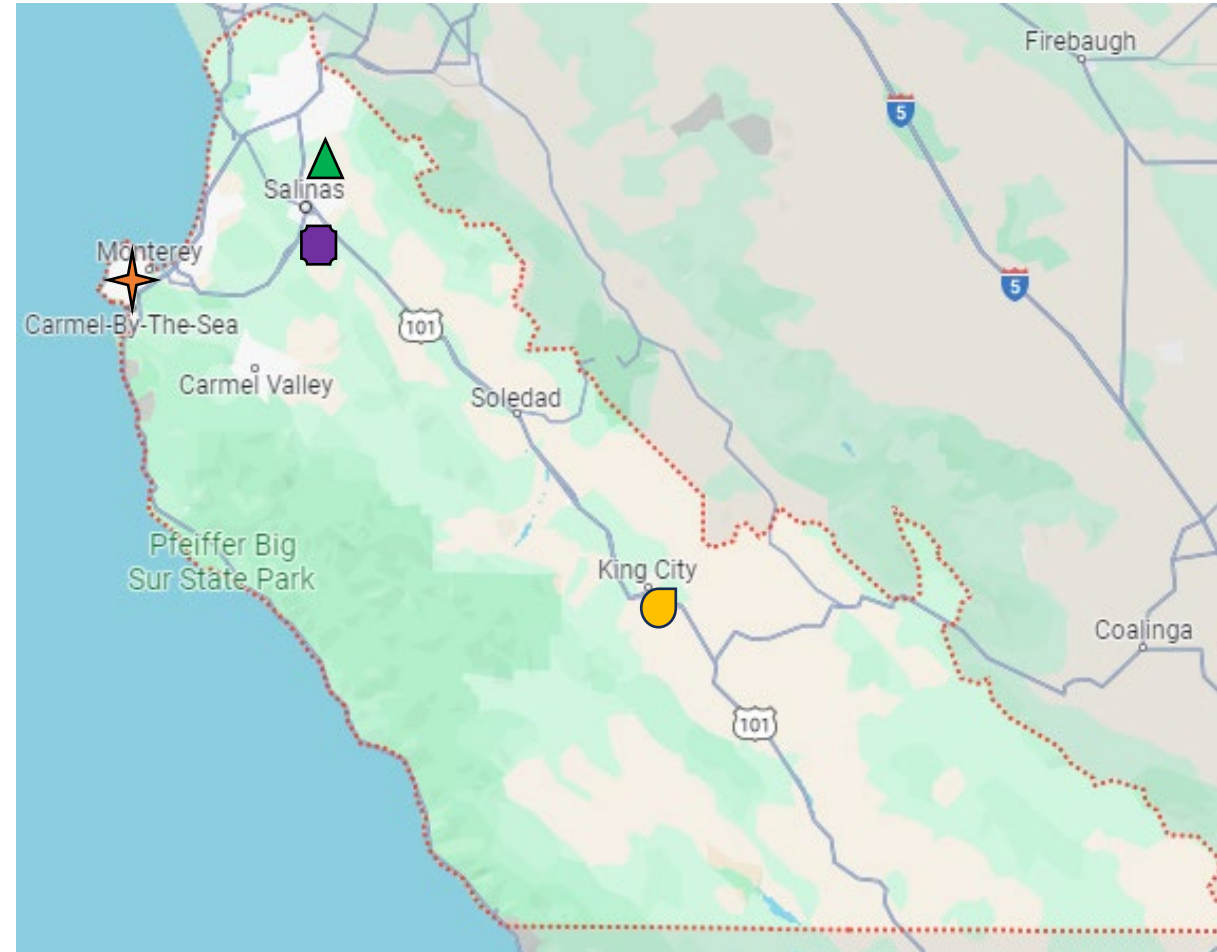 Firebaugh
5
Salinas
Monterey
5
Carmel-By-The-Sea
101
Carmel Valley
Soledad
Pfeiffer Big
Sur State Park
King City
Coalinga
101